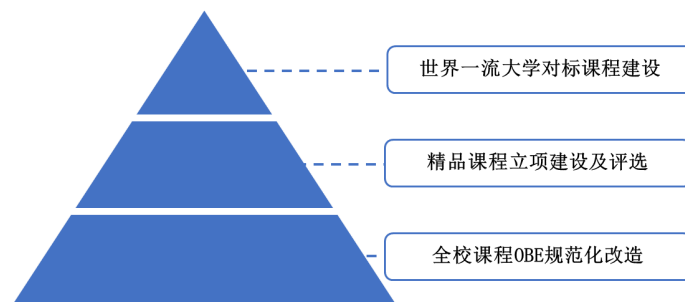 世界一流大学对标课程建设
精品课程立项建设及评选
全校课程OBE规范化改造